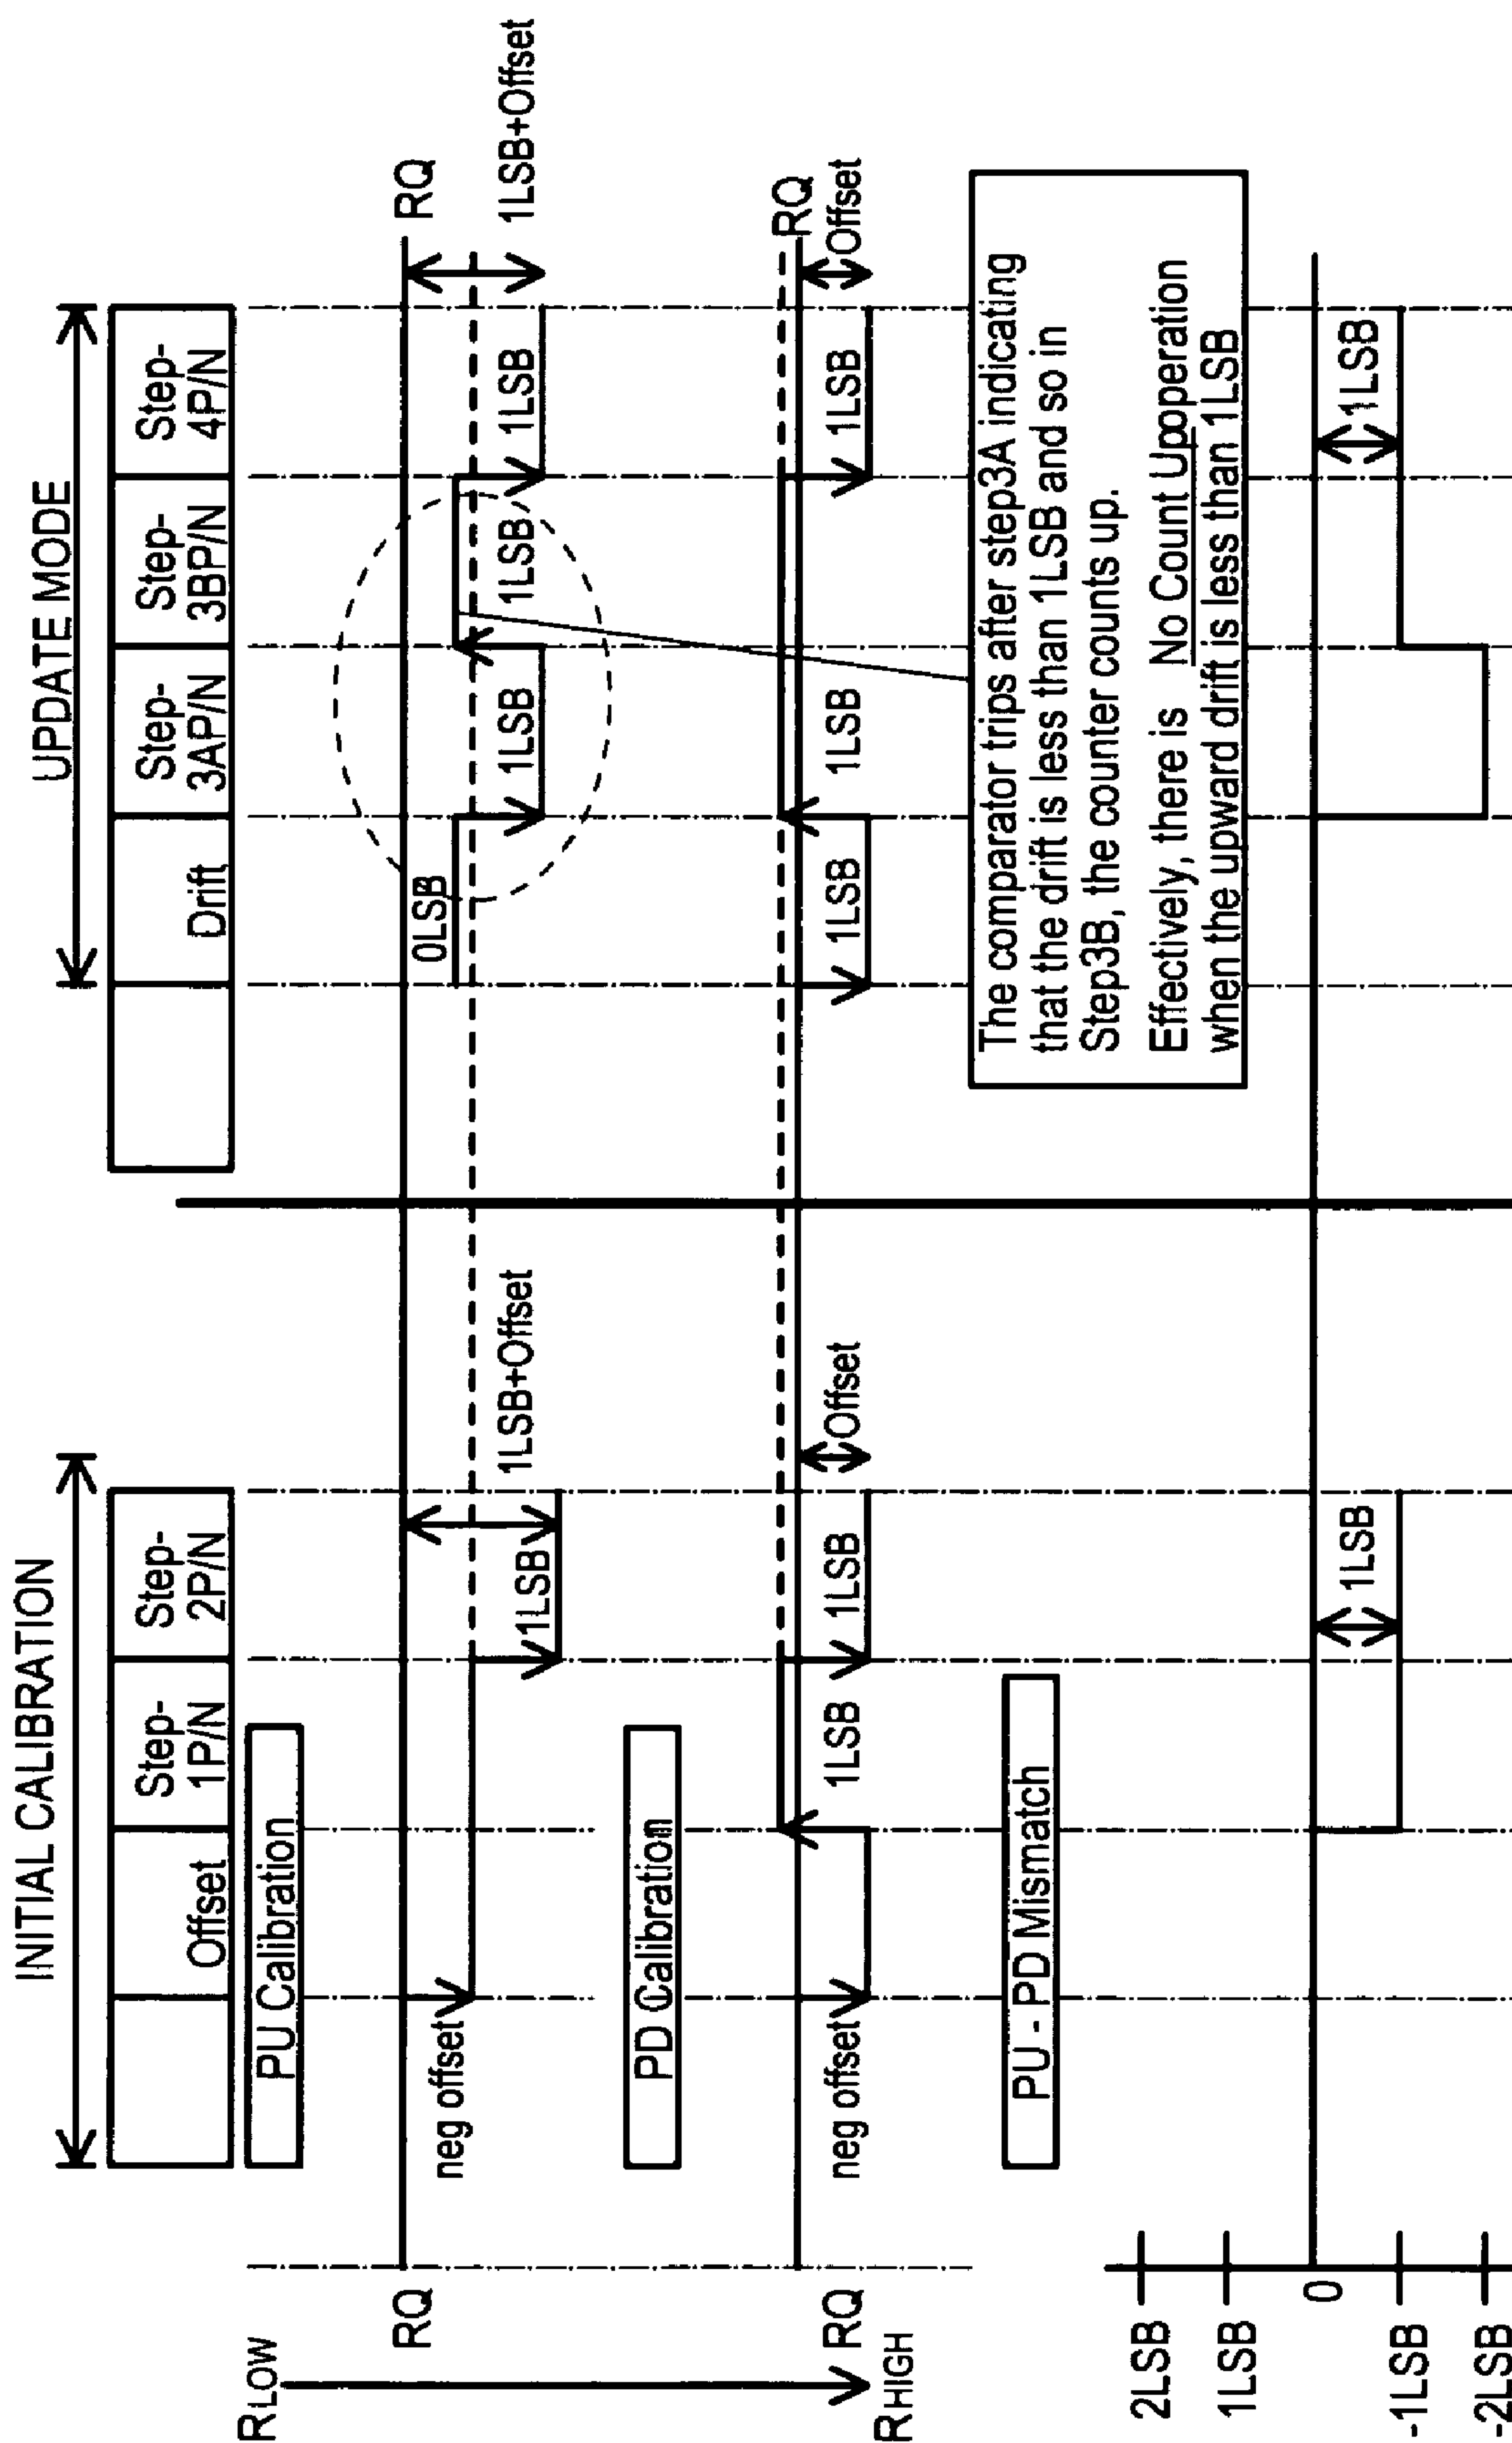 INITIAL CALIBRATION
UPDATE MODE
Offset
Step-
1P/N
Step-
2P/N
Drift
Step-
3AP/N
Step-
3BP/N
Step-
4P/N
RLOW
PU Calibration
RQ
neg offset
1LSB
1LSB+Offset
0LSB
1LSB
1LSB
1LSB
RQ
1LSB+Offset
PD Calibration
RQ
neg offset
1LSB
1LSB
Offset
1LSB
1LSB
1LSB
RQ
Offset
RHIGH
The comparator trips after step3A indicating
that the drift is less than 1LSB and so in
Step3B, the counter counts up.
Effectively, there is No Count Upoperation
when the upward drift is less than 1LSB
PU - PD Mismatch
2LSB
1LSB
0
-1LSB
-2LSB
1LSB
1LSB